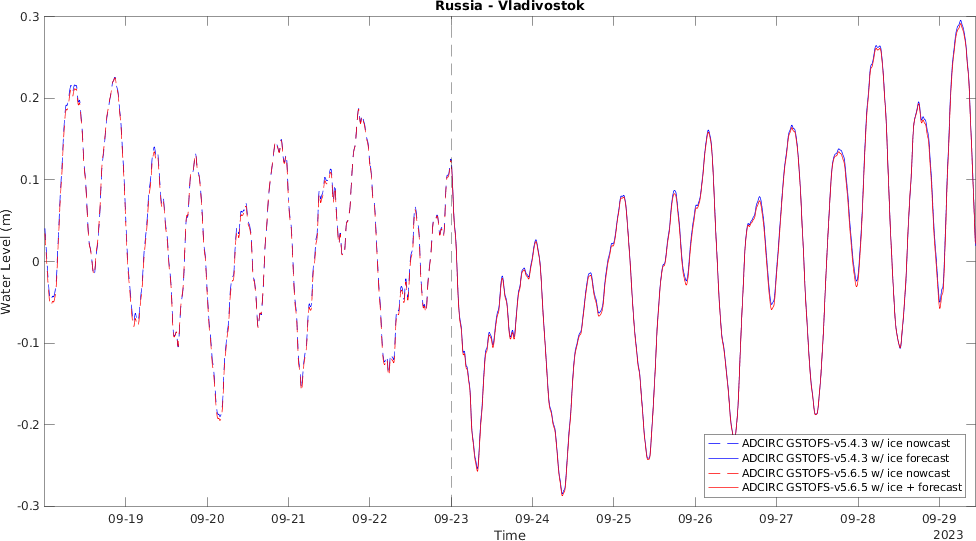 Russia - Vladivostok
0.3
0.2
0.1
0
-0.1
-0.2
-0.3
Water Level (m)
09-19 09-20 09-21 09-22 09-23 09-24 09-25 09-26 09-27 09-28 09-29
Time
2023
ADCIRC GSTOFS-v5.4.3 w/ ice nowcast
ADCIRC GSTOFS-v5.4.3 w/ ice forecast
ADCIRC GSTOFS-v5.6.5 w/ ice nowcast
ADCIRC GSTOFS-v5.6.5 w/ ice + forecast